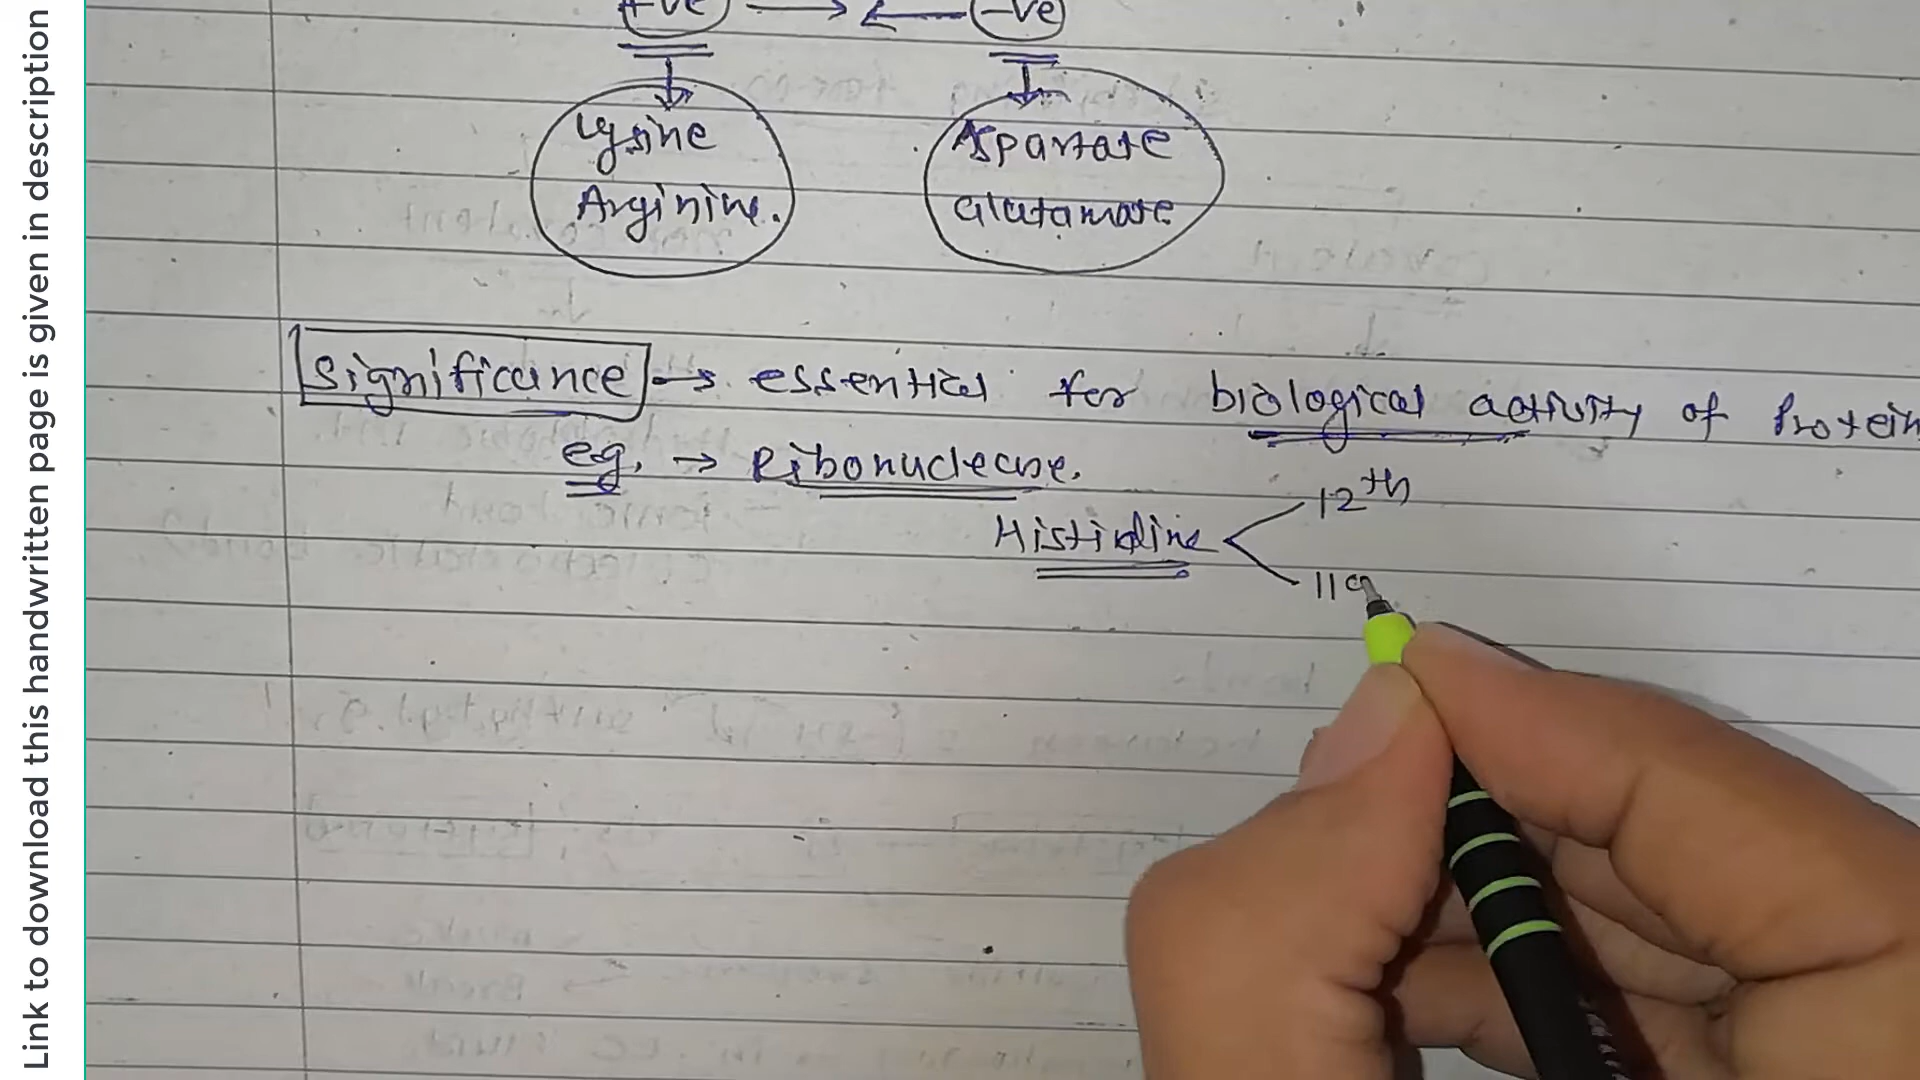 Link to download this handwritten page is given in description
+ve → ← -ve
Lysine
Arginine.
Aspartate
Glutamate
Significance → essential for biological activity of Protein
eg. → Ribonuclease.
12th
Histidine
119